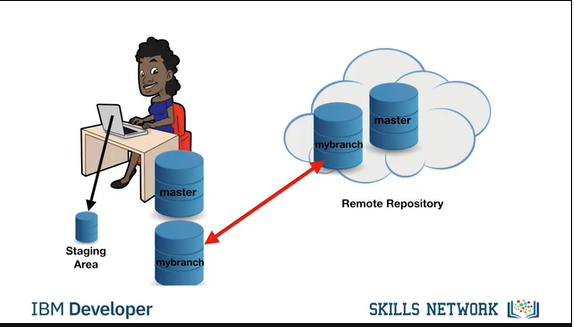 mybranch
master
Remote Repository
master
Staging
Area
mybranch
IBM Developer
SKILLS NETWORK